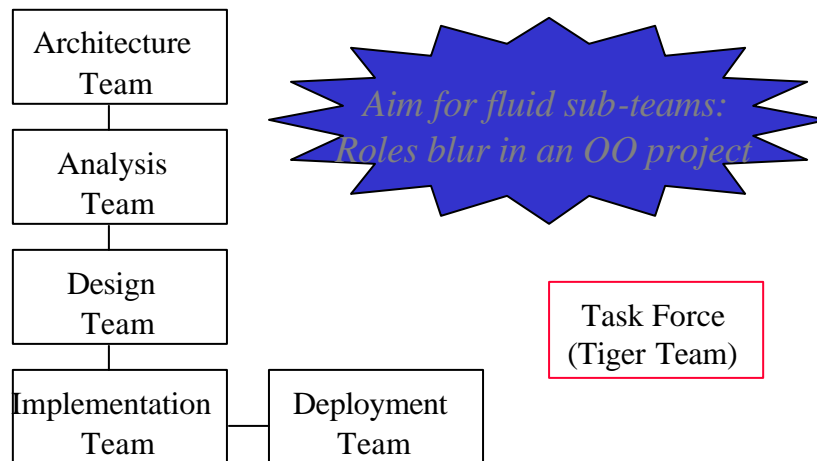 Architecture
Team
Aim for fluid sub-teams:
Roles blur in an OO project
Analysis
Team
Design
Team
Task Force
(Tiger Team)
Implementation
Team
Deployment
Team